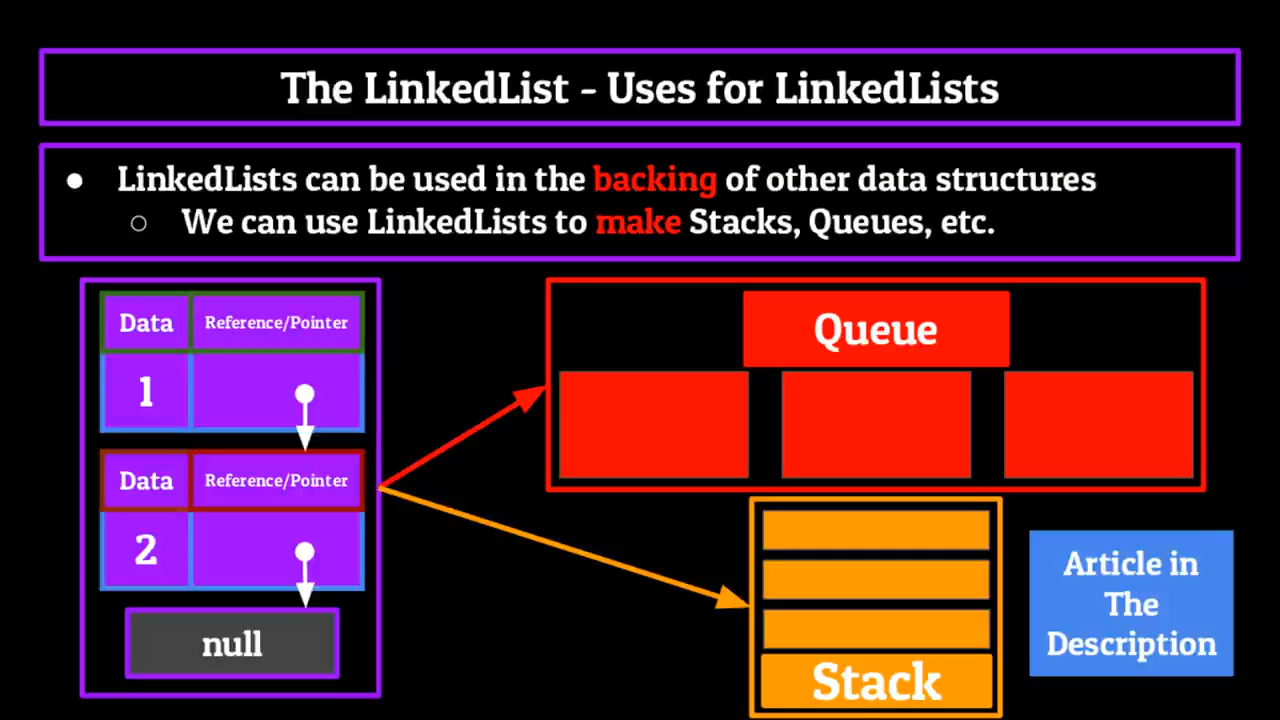 The LinkedList - Uses for LinkedLists
● LinkedLists can be used in the backing of other data structures
○ We can use LinkedLists to make Stacks, Queues, etc.
Data Reference/Pointer
1
Data Reference/Pointer
2
null
Queue
Stack
Article in
The
Description